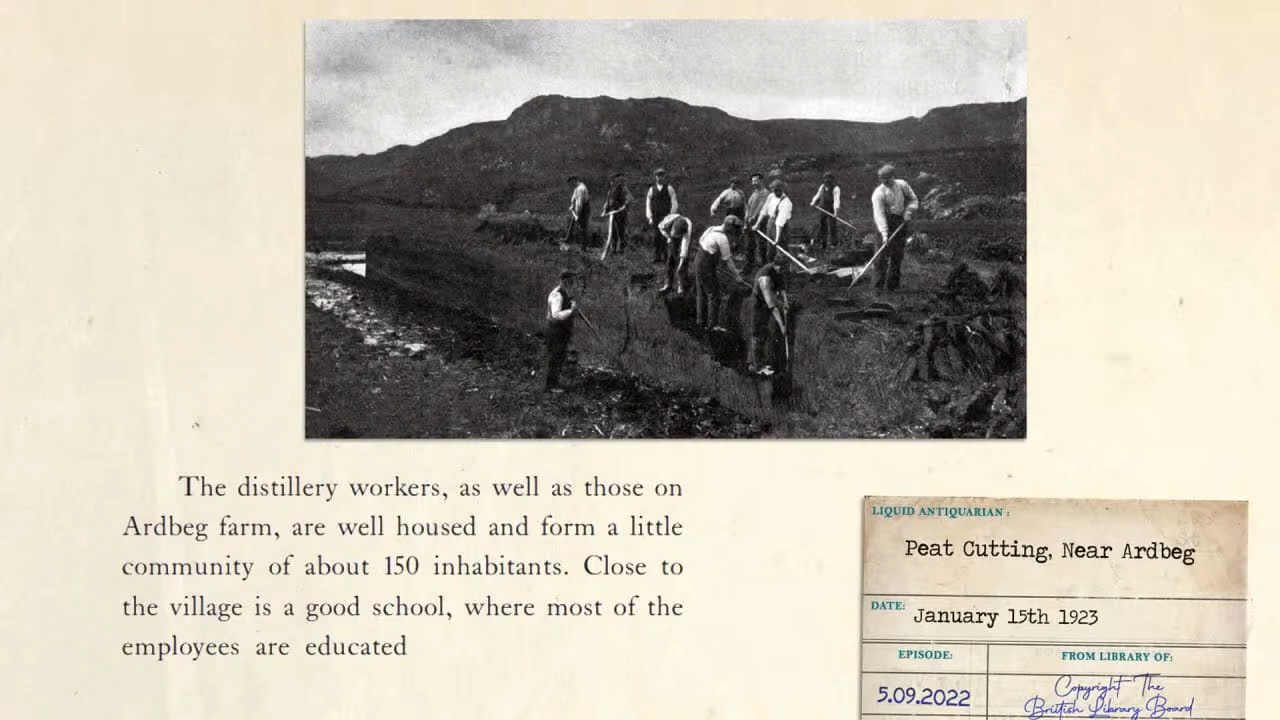 The distillery workers, as well as those on
Ardbeg farm, are well housed and form a little
community of about 150 inhabitants. Close to
the village is a good school, where most of the
employees are educated
LIQUID ANTIQUARIAN :
Peat Cutting, Near Ardbeg
DATE: January 15th 1923
EPISODE:
5.09.2022
FROM LIBRARY OF:
Copyright The
British Library Board